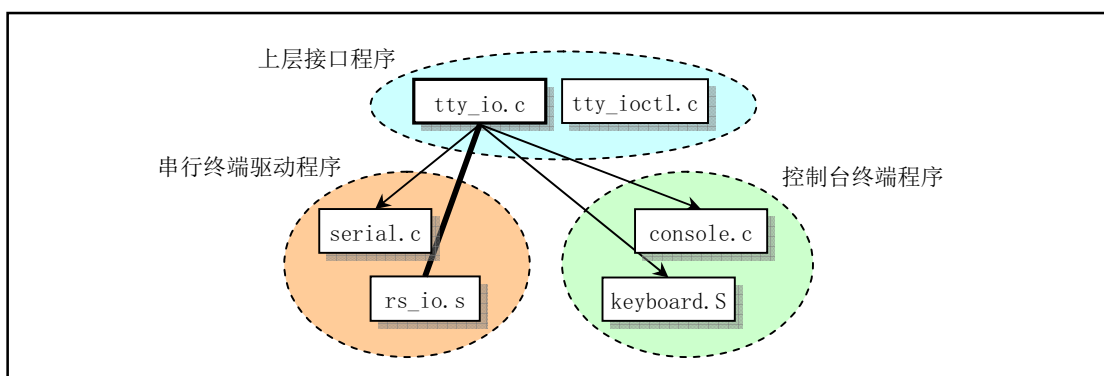 上层接口程序
tty_io.c
tty_ioctl.c
串行终端驱动程序
控制台终端程序
serial.c
console.c
rs_io.s
keyboard.S